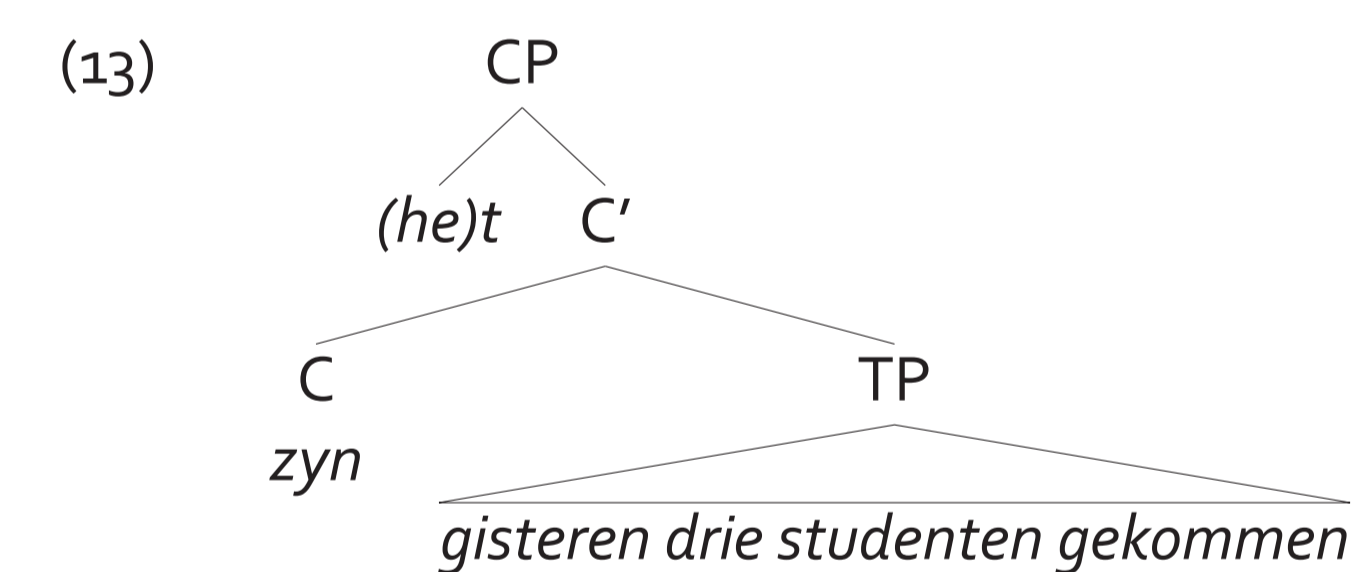 (13) CP
(he)t C′
C TP
zyn
gisteren drie studenten gekommen